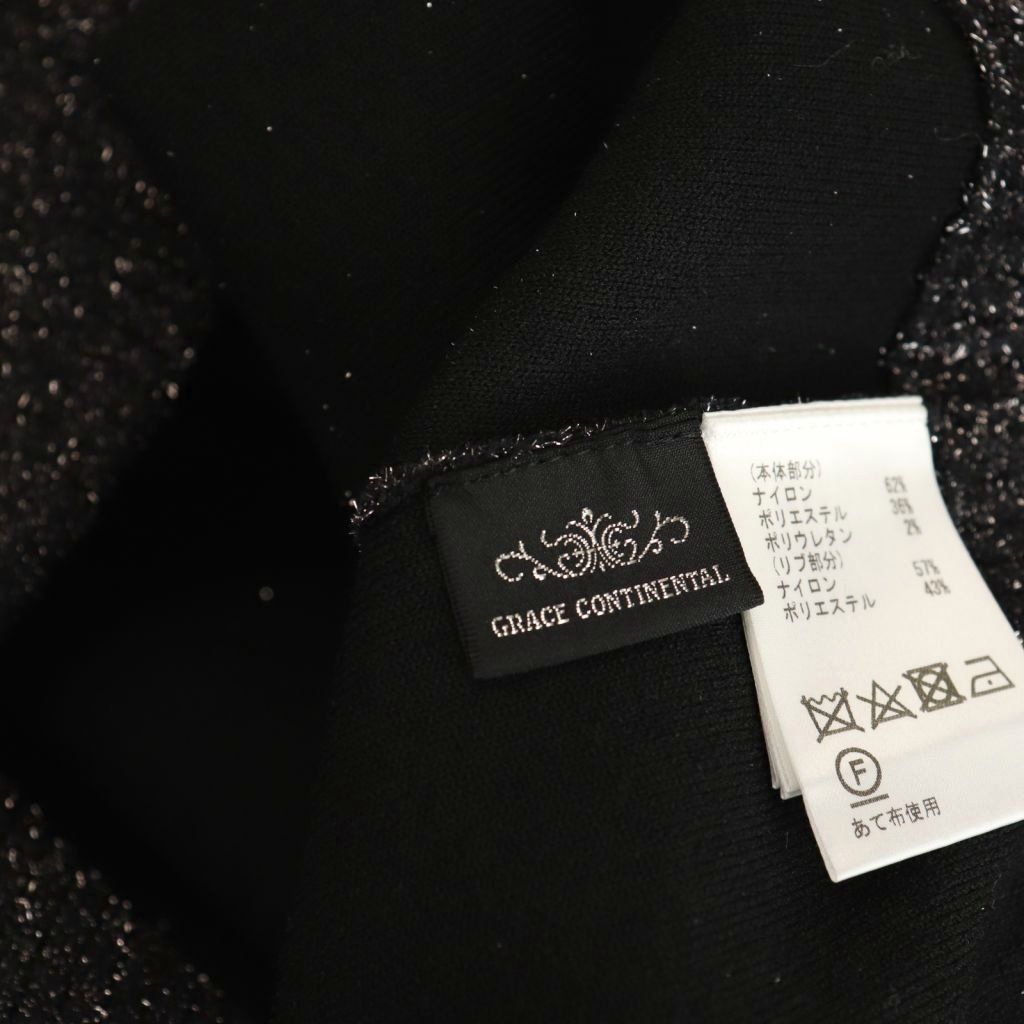 GRACE CONTINENTAL
(本体部分)
ナイロン 62%
ポリエステル 36%
ポリウレタン 2%
(リブ部分)
ナイロン 57%
ポリエステル 43%
F
あて布使用